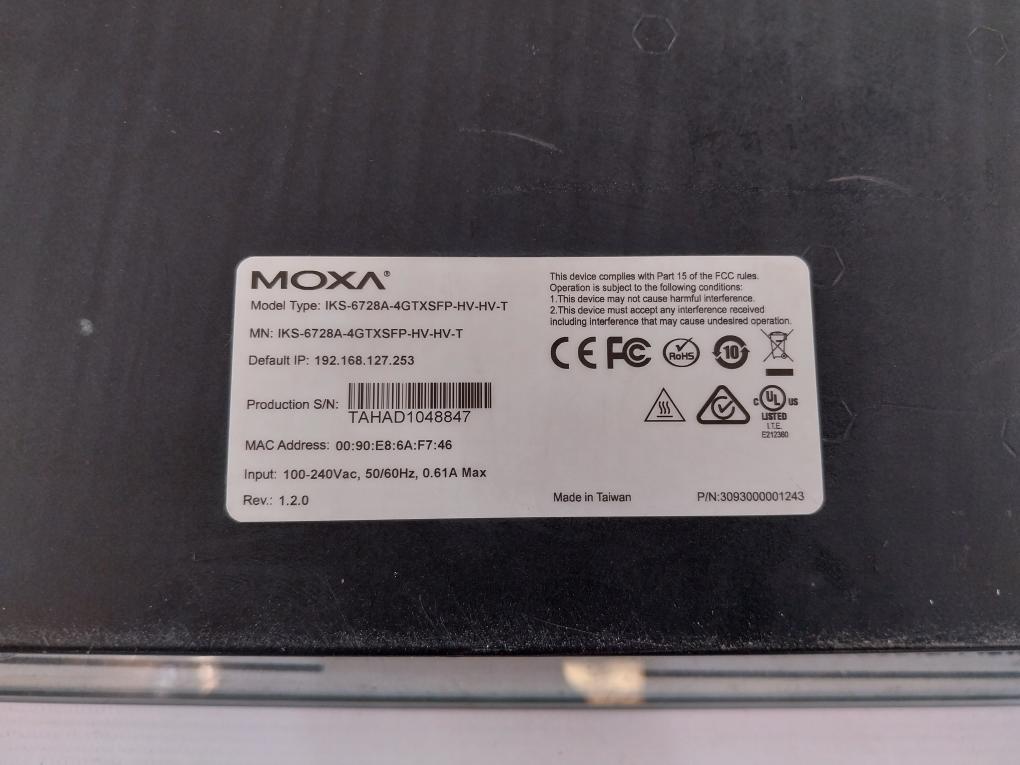 MOXA®
Model Type: IKS-6728A-4GTXSFP-HV-HV-T
MN: IKS-6728A-4GTXSFP-HV-HV-T
Default IP: 192.168.127.253
Production S/N:
TAHAD1048847
MAC Address: 00:90:E8:6A:F7:46
Input: 100-240Vac, 50/60Hz, 0.61A Max
Rev.: 1.2.0
This device complies with Part 15 of the FCC rules.
Operation is subject to the following conditions:
1.This device may not cause harmful interference.
2.This device must accept any interference received
including interference that may cause undesired operation.
CE FC RoHS 10
C UL US
LISTED
I.T.E.
E212360
Made in Taiwan
P/N:3093000001243